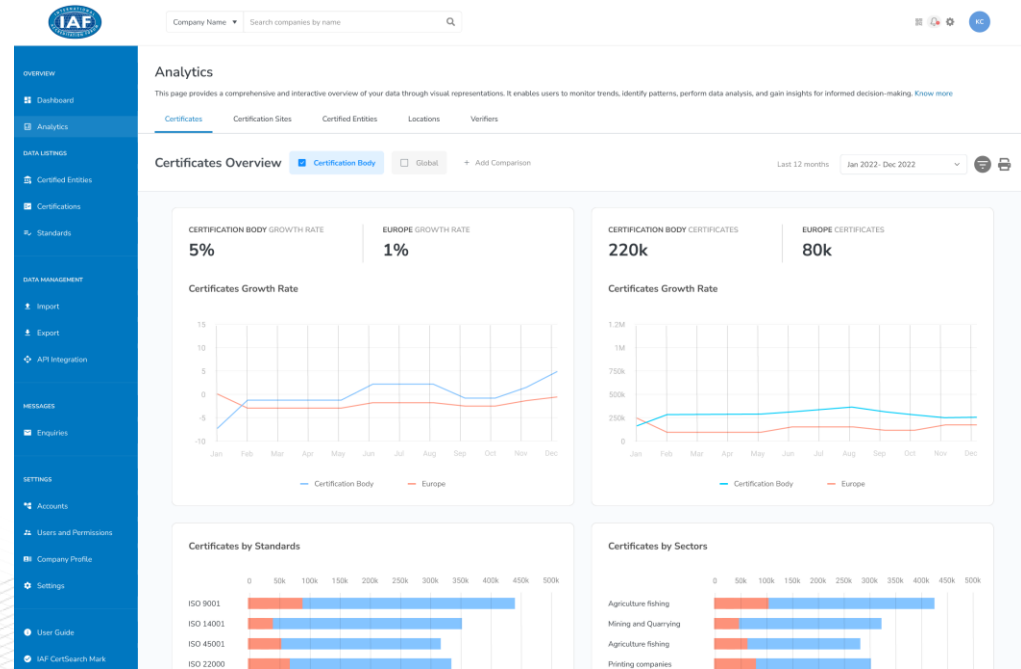 INTERNATIONAL
IAF
ACCREDITATION FORUM
Company Name
Search companies by name
KC
OVERVIEW
Dashboard
Analytics
DATA LISTINGS
Certified Entities
Certifications
Standards
DATA MANAGEMENT
Import
Export
API Integration
MESSAGES
Enquiries
SETTINGS
Accounts
Users and Permissions
Company Profile
Settings
User Guide
IAF CertSearch Mark
Analytics
This page provides a comprehensive and interactive overview of your data through visual representations. It enables users to monitor trends, identify patterns, perform data analysis, and gain insights for informed decision-making. Know more
Certificates Certification Sites Certified Entities Locations Verifiers
Certificates Overview Certification Body Global + Add Comparison Last 12 months Jan 2022- Dec 2022
CERTIFICATION BODY GROWTH RATE EUROPE GROWTH RATE
5% 1%
Certificates Growth Rate
15
10
5
0
-5
-10
Jan Feb Mar Apr May Jun Jul Aug Sep Oct Nov Dec
Certification Body Europe
CERTIFICATION BODY CERTIFICATES EUROPE CERTIFICATES
220k 80k
Certificates Growth Rate
1.2M
1M
750k
500k
250k
0
Jan Feb Mar Apr May Jun Jul Aug Sep Oct Nov Dec
Certification Body Europe
Certificates by Standards
0 50k 100k 150k 200k 250k 300k 350k 400k 450k 500k
ISO 9001
ISO 14001
ISO 45001
ISO 22000
Certificates by Sectors
0 50k 100k 150k 200k 250k 300k 350k 400k 450k 500k
Agriculture fishing
Mining and Quarrying
Agriculture fishing
Printing companies